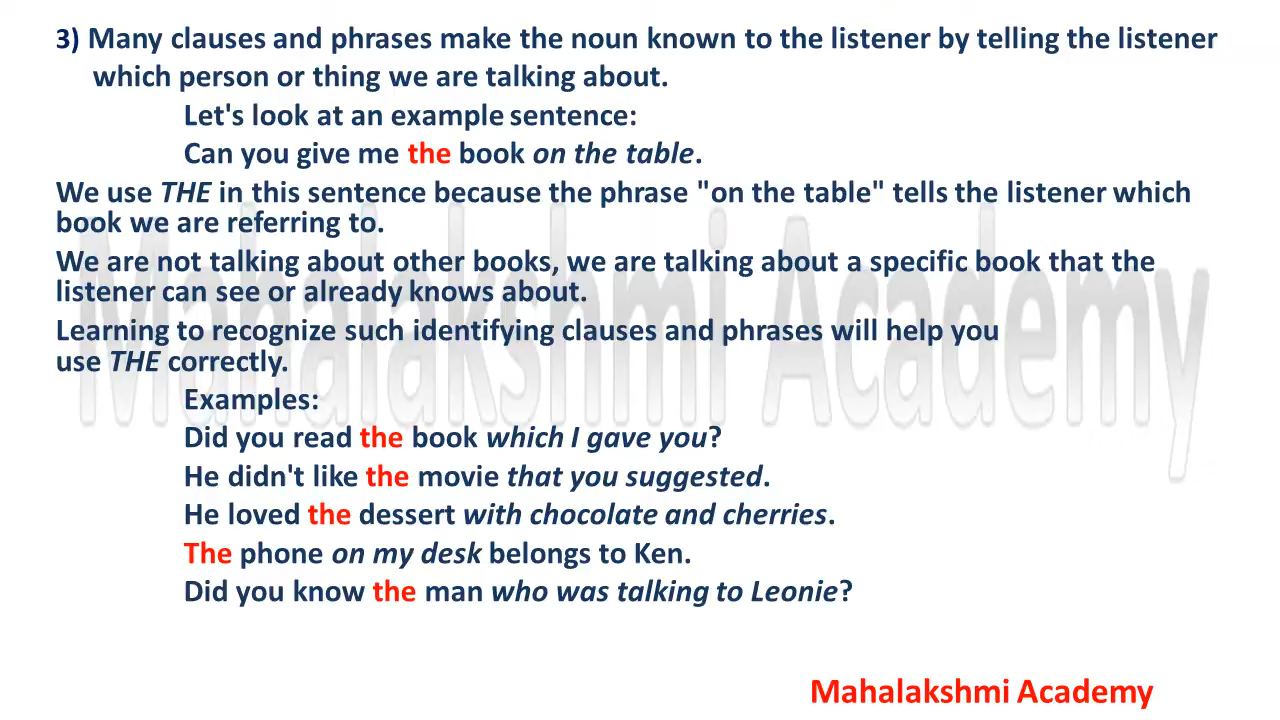 3) Many clauses and phrases make the noun known to the listener by telling the listener
which person or thing we are talking about.
Let's look at an example sentence:
Can you give me the book on the table.
We use THE in this sentence because the phrase "on the table" tells the listener which
book we are referring to.
We are not talking about other books, we are talking about a specific book that the
listener can see or already knows about.
Learning to recognize such identifying clauses and phrases will help you
use THE correctly.
Examples:
Did you read the book which I gave you?
He didn't like the movie that you suggested.
He loved the dessert with chocolate and cherries.
The phone on my desk belongs to Ken.
Did you know the man who was talking to Leonie?
Mahalakshmi Academy
Mahalakshmi Academy